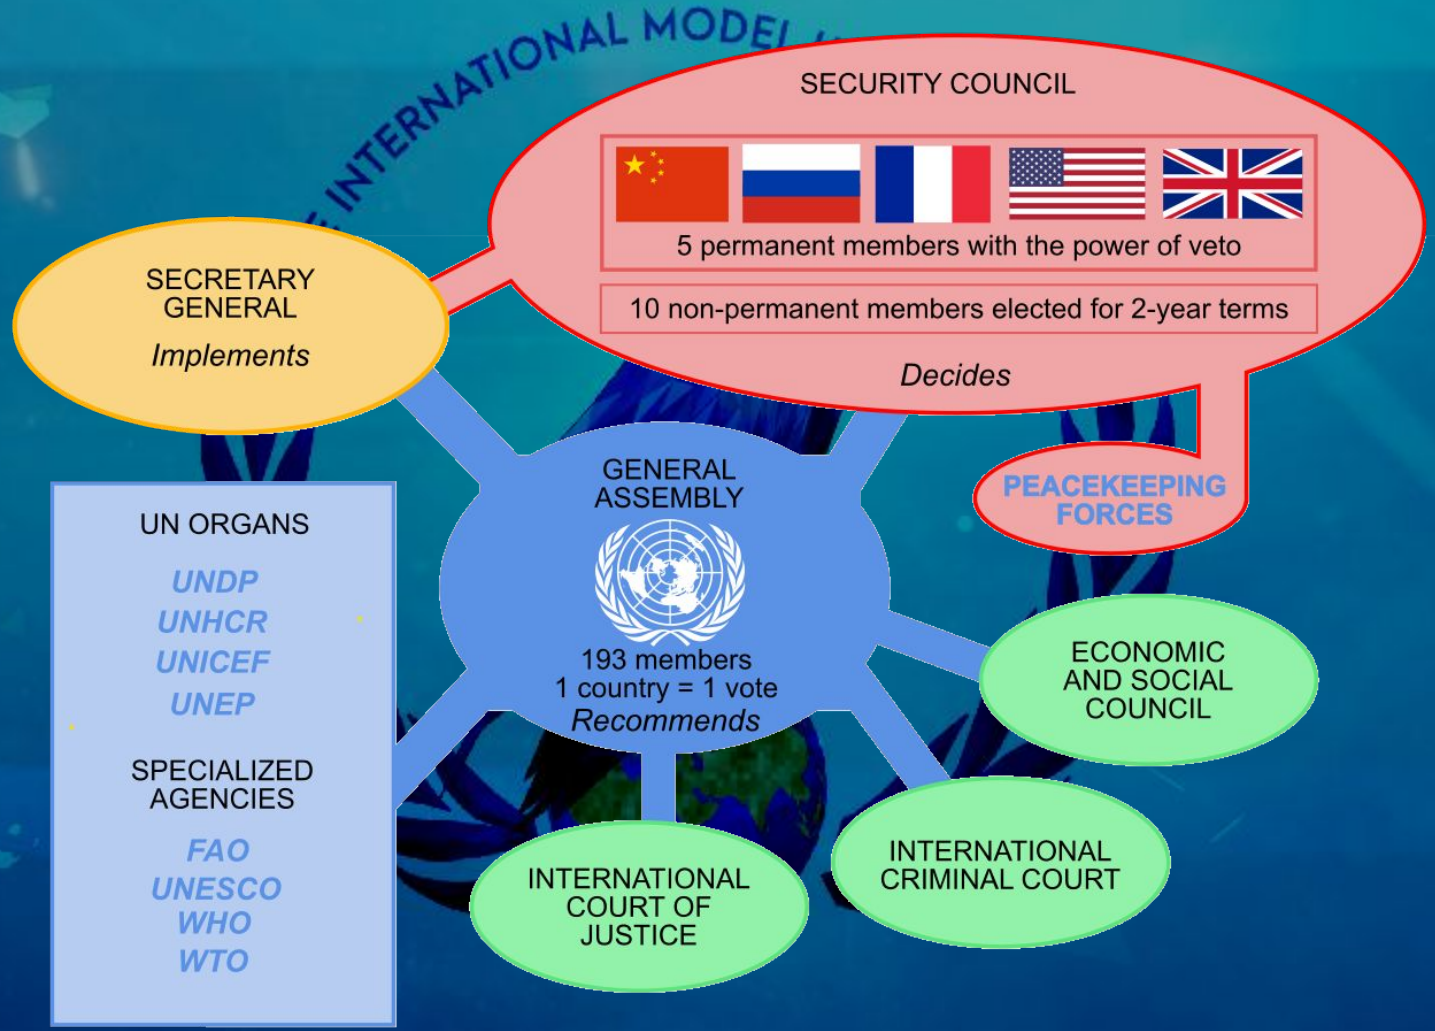 INTERNATIONAL MODEL
SECURITY COUNCIL
5 permanent members with the power of veto
10 non-permanent members elected for 2-year terms
Decides
SECRETARY
GENERAL
Implements
GENERAL
ASSEMBLY
193 members
1 country = 1 vote
Recommends
PEACEKEEPING
FORCES
UN ORGANS
UNDP
UNHCR
UNICEF
UNEP
SPECIALIZED
AGENCIES
FAO
UNESCO
WHO
WTO
ECONOMIC
AND SOCIAL
COUNCIL
INTERNATIONAL
CRIMINAL COURT
INTERNATIONAL
COURT OF
JUSTICE